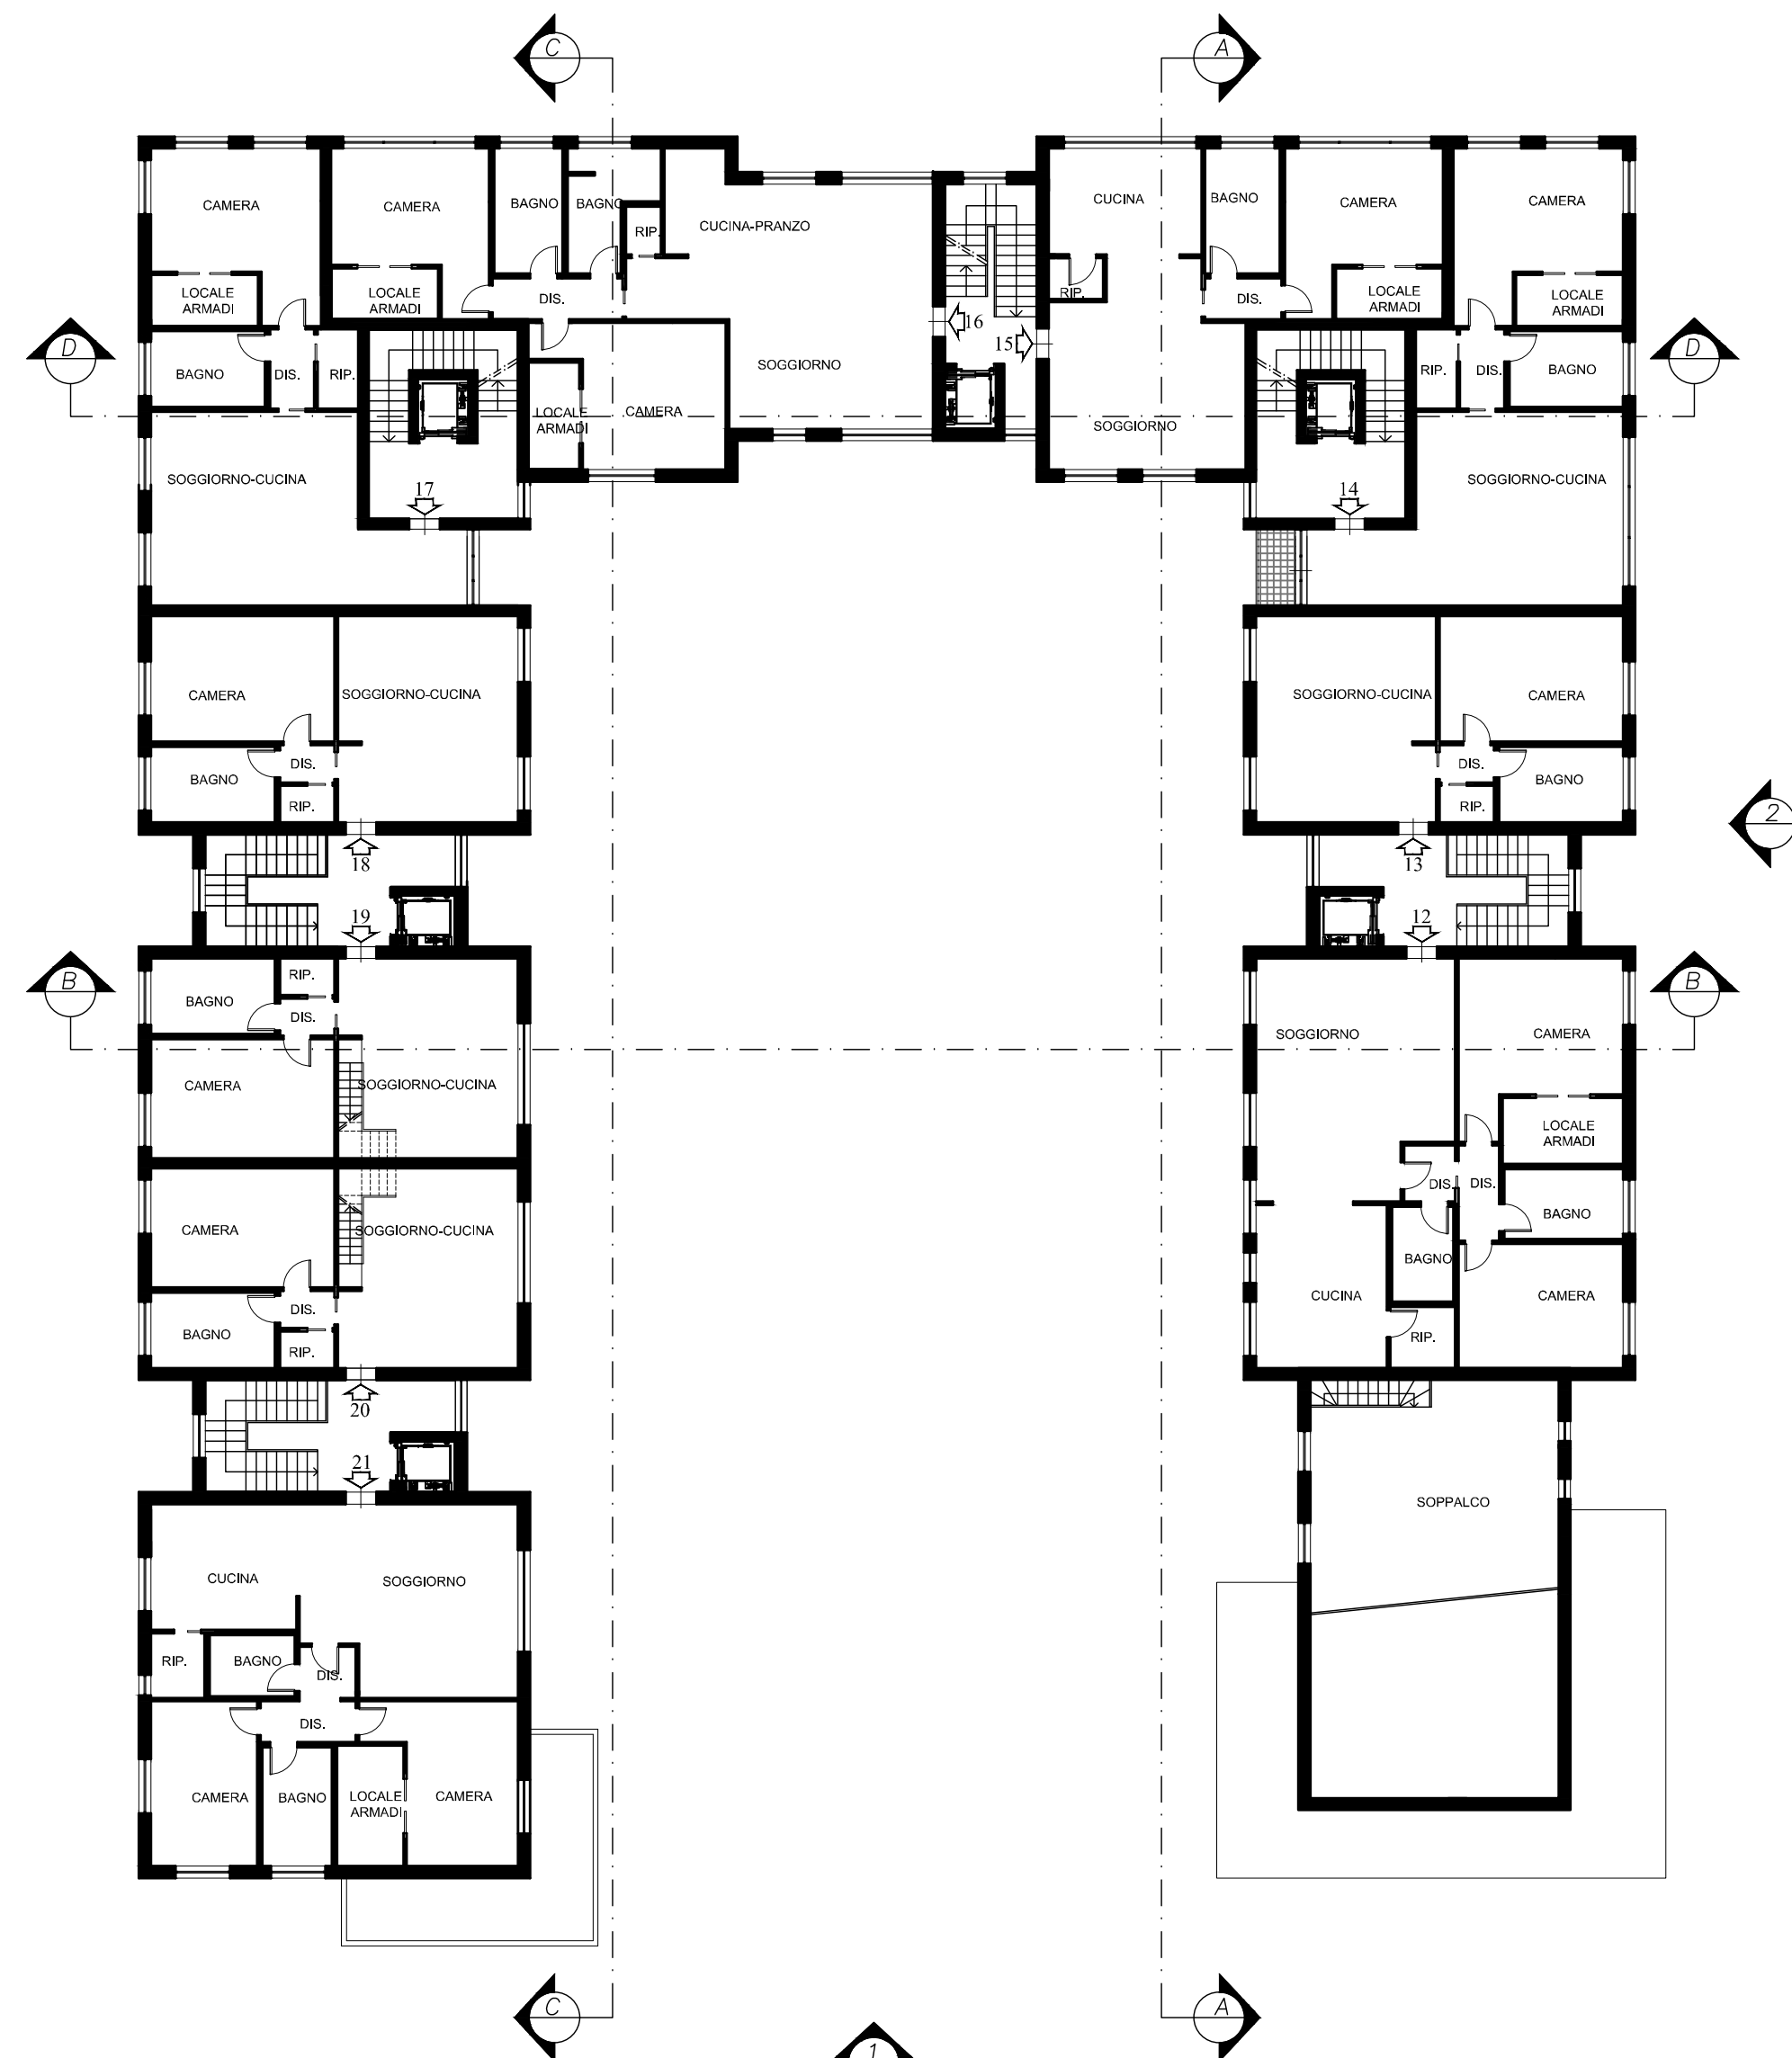 C
A
CAMERA
CAMERA
BAGNO
BAGNO
RIP.
CUCINA-PRANZO
CUCINA
BAGNO
CAMERA
CAMERA
LOCALE
ARMADI
LOCALE
ARMADI
DIS.
RIP.
DIS.
LOCALE
ARMADI
LOCALE
ARMADI
16
15
D
BAGNO
DIS.
RIP.
SOGGIORNO
RIP.
DIS.
BAGNO
D
LOCALE
ARMADI
CAMERA
SOGGIORNO
SOGGIORNO-CUCINA
17
14
SOGGIORNO-CUCINA
CAMERA
SOGGIORNO-CUCINA
SOGGIORNO-CUCINA
CAMERA
DIS.
BAGNO
RIP.
DIS.
BAGNO
RIP.
2
18
13
19
12
B
BAGNO
RIP.
DIS.
B
SOGGIORNO
CAMERA
CAMERA
SOGGIORNO-CUCINA
LOCALE
ARMADI
DIS.
DIS.
CAMERA
SOGGIORNO-CUCINA
BAGNO
BAGNO
DIS.
BAGNO
RIP.
CUCINA
CAMERA
RIP.
20
21
SOPPALCO
CUCINA
SOGGIORNO
RIP.
BAGNO
DIS.
DIS.
CAMERA
BAGNO
LOCALE
ARMADI
CAMERA
C
A
1